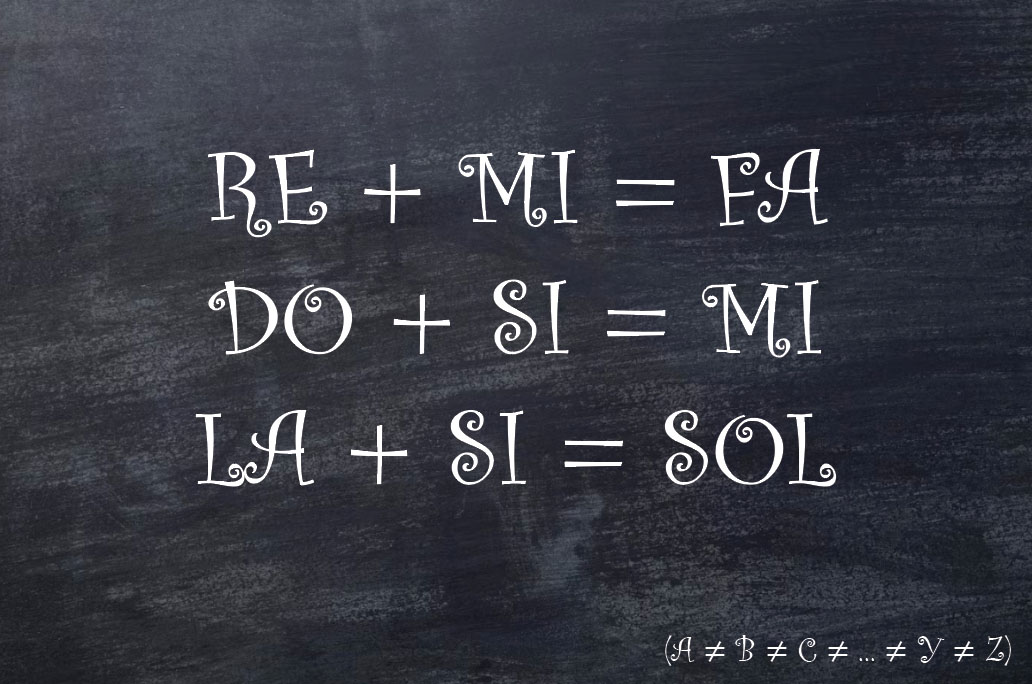 RE + MI = FA
DO + SI = MI
LA + SI = SOL
(A ≠ B ≠ C ≠ ... ≠ Y ≠ Z)